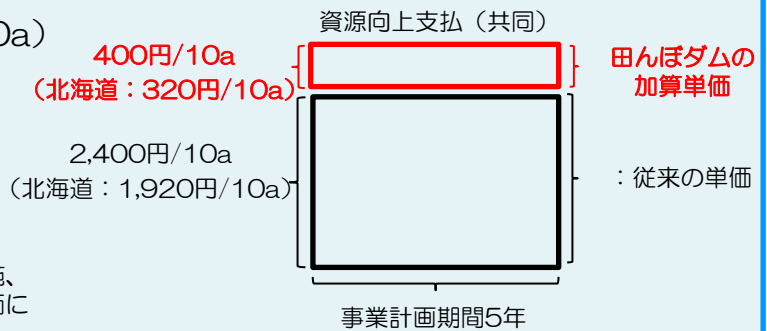 資源向上支払（共同）
0a）
400円/10a
（北海道：320円/10a）
田んぼダムの
加算単価
2,400円/10a
（北海道：1,920円/10a）
：従来の単価
事業計画期間5年
、
に